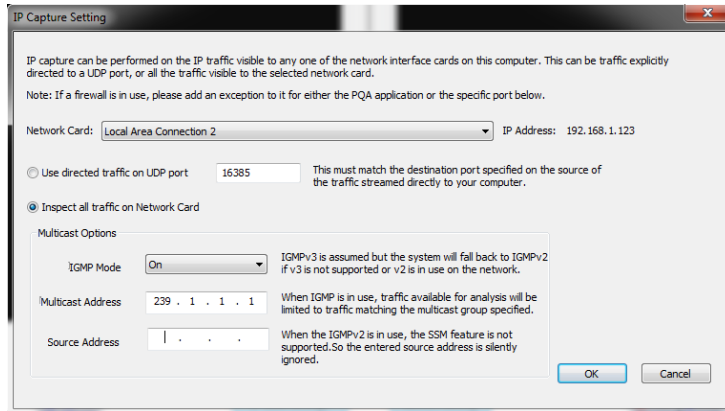 IP Capture Setting
IP capture can be performed on the IP traffic visible to any one of the network interface cards on this computer. This can be traffic explicitly
directed to a UDP port, or all the traffic visible to the selected network card.
Note: If a firewall is in use, please add an exception to it for either the PQA application or the specific port below.
Network Card: Local Area Connection 2 IP Address: 192.168.1.123
Use directed traffic on UDP port 16385 This must match the destination port specified on the source of
the traffic streamed directly to your computer.
Inspect all traffic on Network Card
Multicast Options
IGMP Mode On IGMPv3 is assumed but the system will fall back to IGMPv2
if v3 is not supported or v2 is in use on the network.
Multicast Address 239 . 1 . 1 . 1 When IGMP is in use, traffic available for analysis will be
limited to traffic matching the multicast group specified.
Source Address . . . When the IGMPv2 is in use, the SSM feature is not
supported.So the entered source address is silently
ignored.
OK Cancel